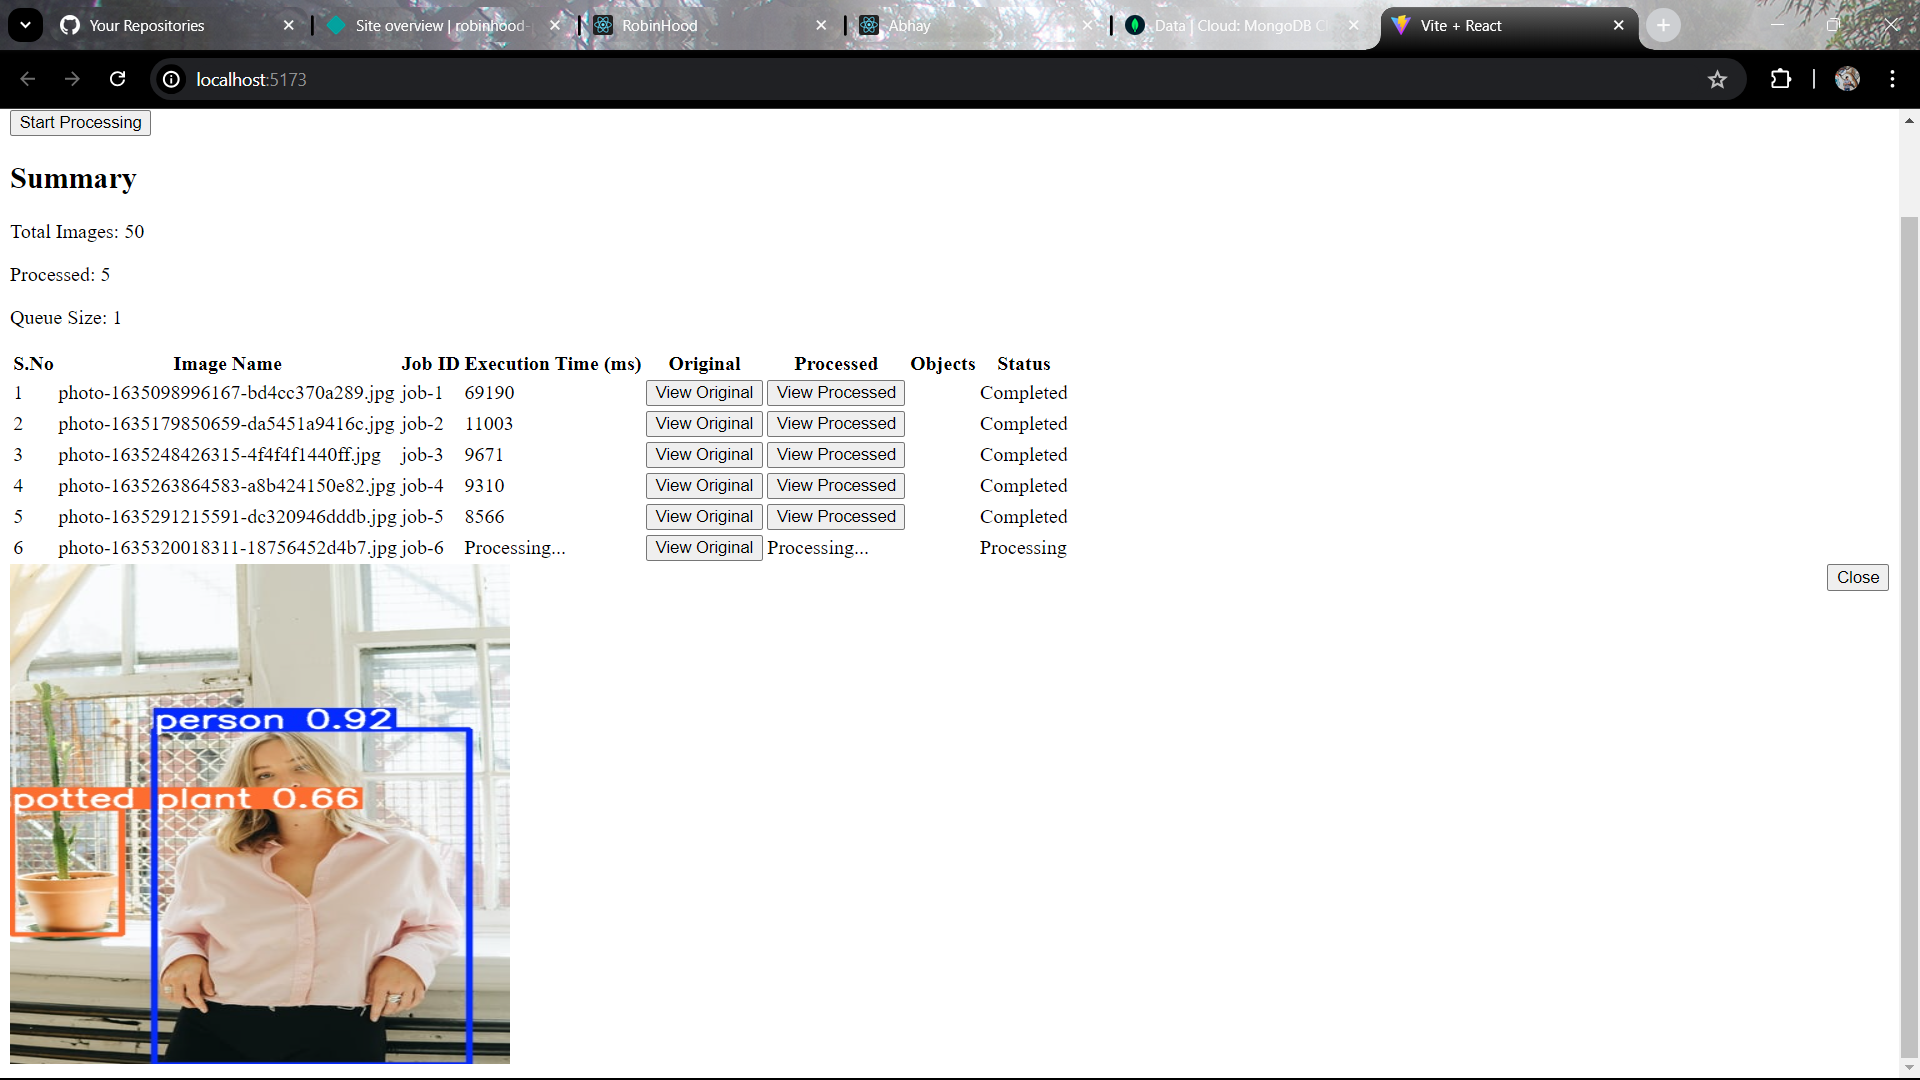 Your Repositories
Site overview | robinhood
RobinHood
Abhay
Data | Cloud: MongoDB Cl
Vite + React
localhost:5173
Start Processing
Summary
Total Images: 50
Processed: 5
Queue Size: 1
S.No Image Name Job ID Execution Time (ms) Original Processed Objects Status
1 photo-1635098996167-bd4cc370a289.jpg job-1 69190 View Original View Processed Completed
2 photo-1635179850659-da5451a9416c.jpg job-2 11003 View Original View Processed Completed
3 photo-1635248426315-4f4f4f1440ff.jpg job-3 9671 View Original View Processed Completed
4 photo-1635263864583-a8b424150e82.jpg job-4 9310 View Original View Processed Completed
5 photo-1635291215591-dc320946dddb.jpg job-5 8566 View Original View Processed Completed
6 photo-1635320018311-18756452d4b7.jpg job-6 Processing... View Original Processing... Processing
Close
person 0.92
potted plant 0.66